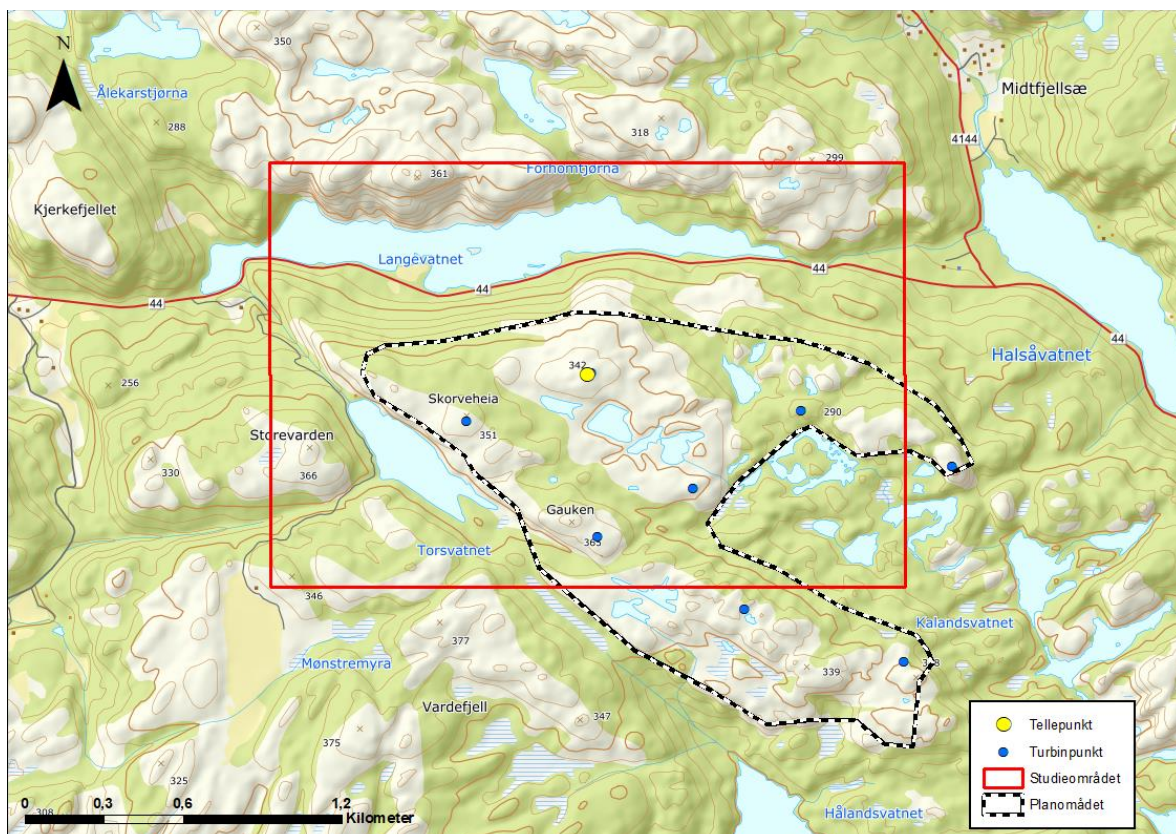 350
N
Ålekarstjørna
Midtfjellsæ
288
318
4144
299
Førhomtjørna
361
Kjerkefjellet
Langevatnet
44
44
44
44
Halsåvatnet
342
256
Skorveheia
290
351
Storevarden
330
366
Gauken
363
Torsvatnet
346
Kalandsvatnet
377
Mønstremyra
339
Vardefjell
347
375
325
308
0 0,3 0,6 1,2
Kilometer
Hålandsvatnet
Tellepunkt
Turbinpunkt
Studieområdet
Planområdet